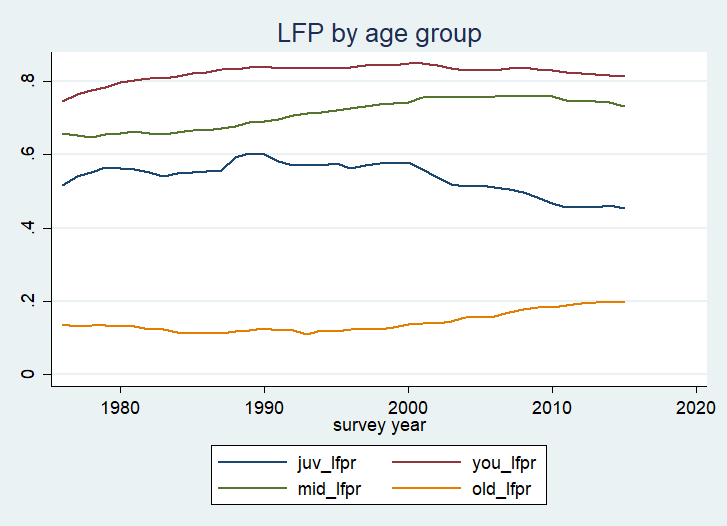 LFP by age group
.8
.6
.4
.2
0
1980 1990 2000 2010 2020
survey year
juv_lfpr you_lfpr
mid_lfpr old_lfpr